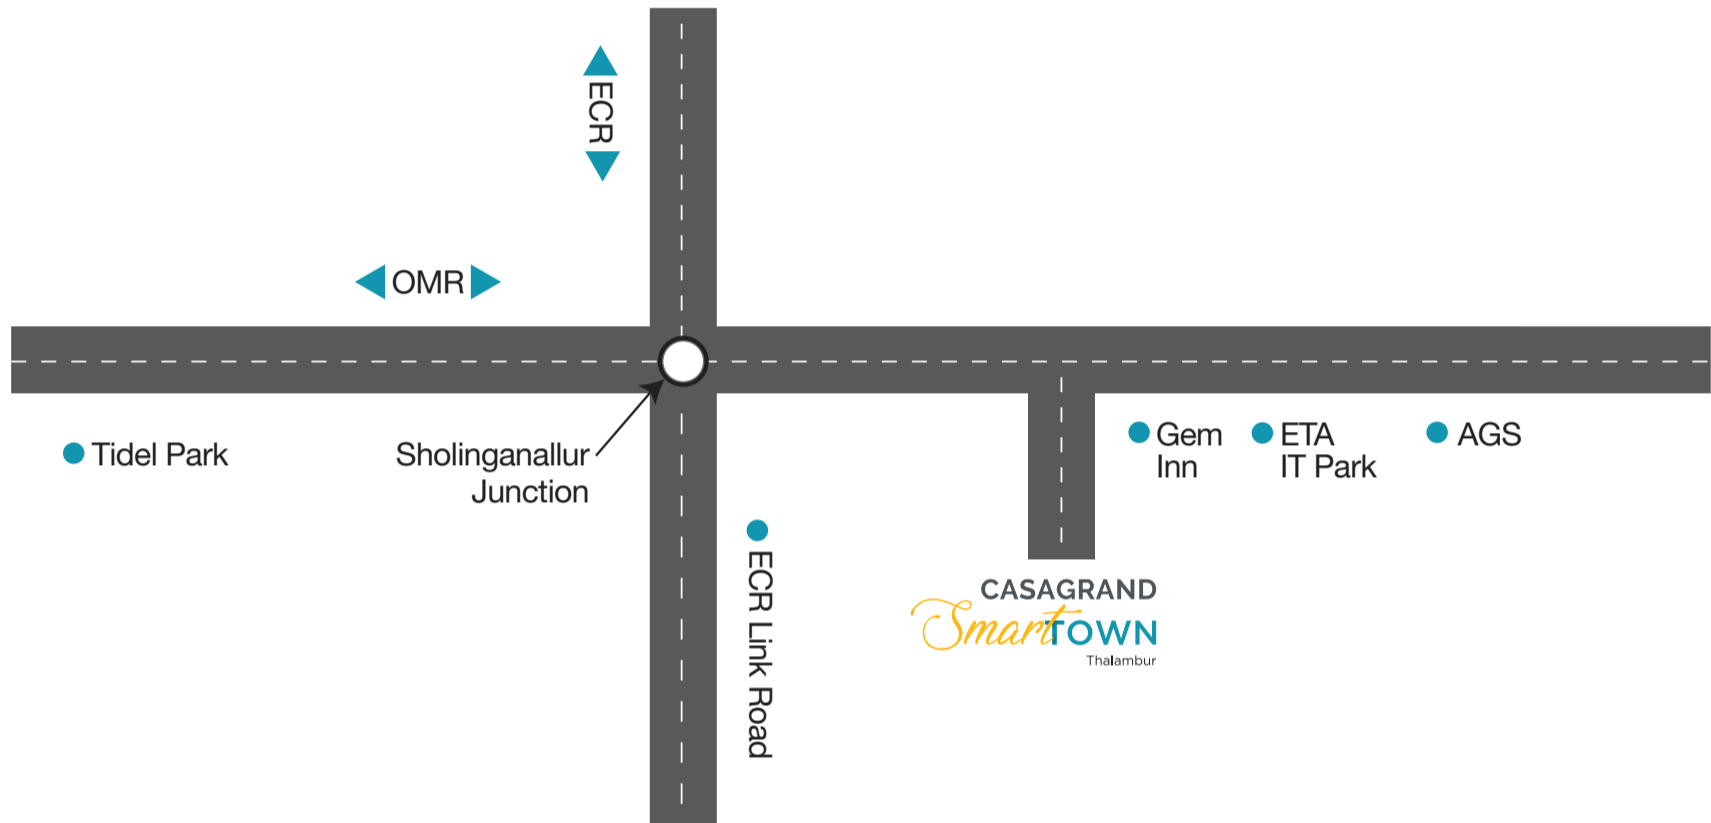 ECR
OMR
Tidel Park
Sholinganallur
Junction
Gem
Inn
ETA
IT Park
AGS
ECR Link Road
CASAGRAND
SmartTOWN
Thalambur